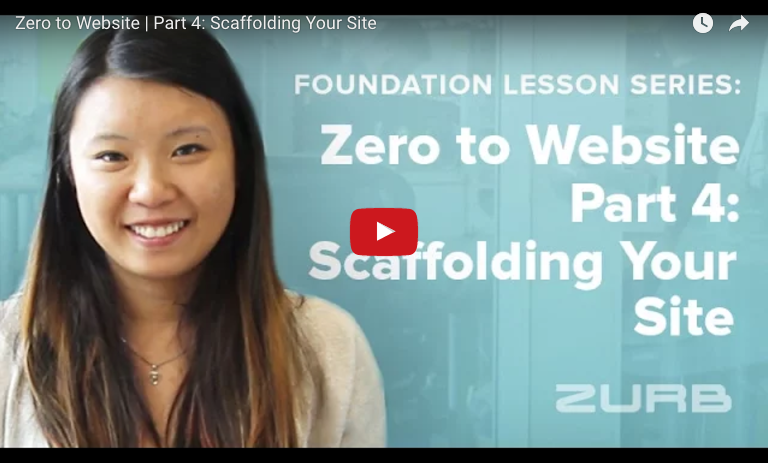 Zero to Website | Part 4: Scaffolding Your Site
FOUNDATION LESSON SERIES:
Zero to Website
Part 4:
Scaffolding Your
Site
ZURB